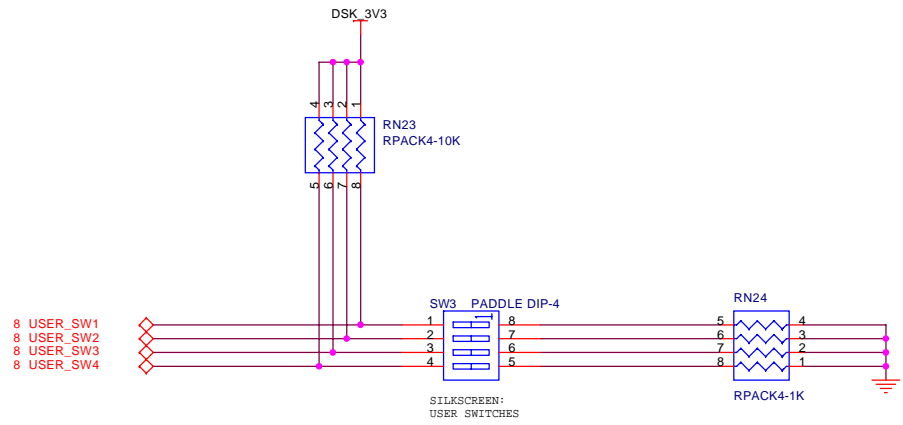 DSK_3V3
4 3 2 1
RN23
RPACK4-10K
5 6 7 8
SW3 PADDLE DIP-4
RN24
8 USER_SW1
1 8 5 4
8 USER_SW2
2 7 6 3
8 USER_SW3
3 6 7 2
8 USER_SW4
4 5 8 1
RPACK4-1K
SILKSCREEN:
USER SWITCHES